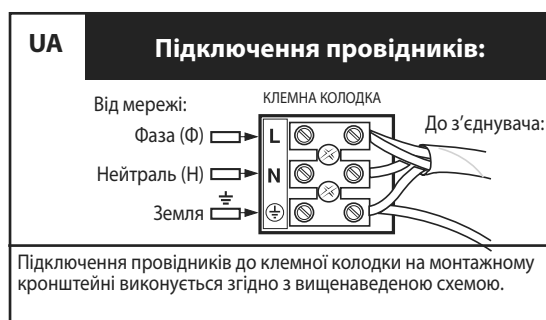 UA
Підключення провідників:
Від мережі:
КЛЕМНА КОЛОДКА
До з’єднувача:
Фаза (Ф)
L
Нейтраль (Н)
N
Земля
Підключення провідників до клемної колодки на монтажному
кронштейні виконується згідно з вищенаведеною схемою.